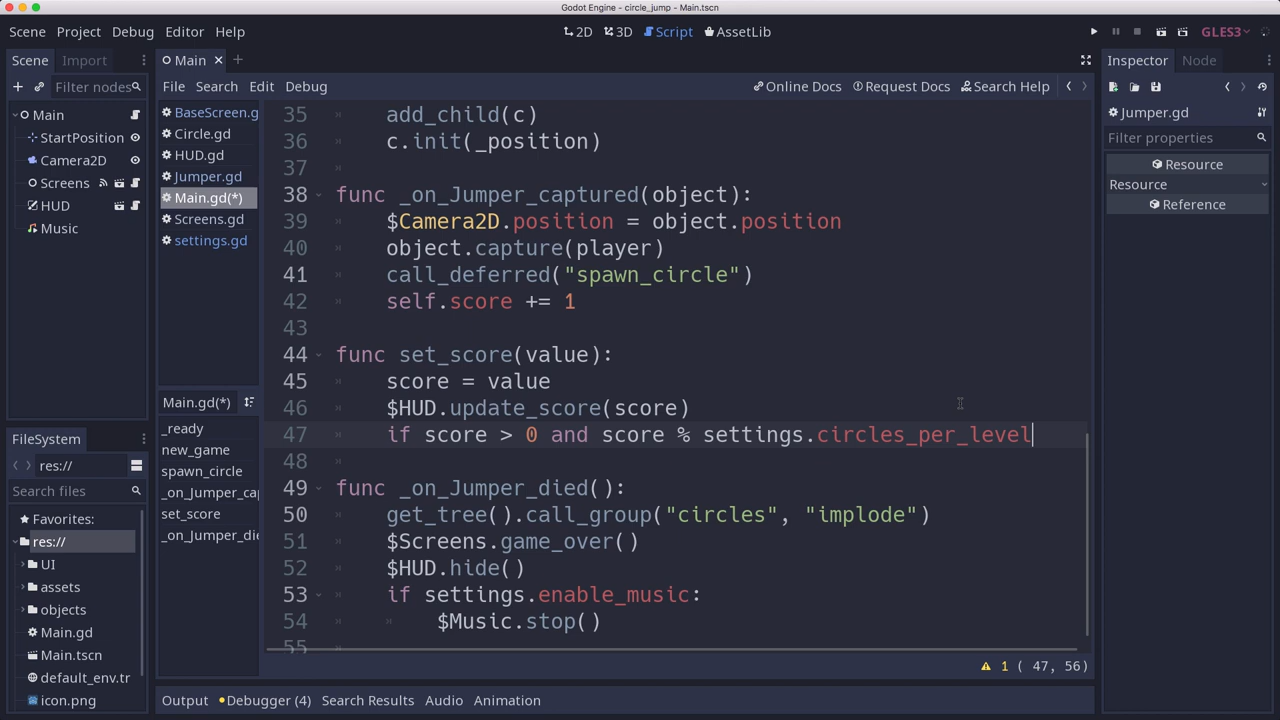 Godot Engine - circle_jump - Main.tscn
Scene Project Debug Editor Help
2D 3D Script AssetLib
GLES3
Scene Import
Filter nodes
Main
StartPosition
Camera2D
Screens
HUD
Music
FileSystem
res://
Search files
Favorites:
res://
UI
assets
objects
Main.gd
Main.tscn
default_env.tr
icon.png
Main
File Search Edit Debug
Online Docs Request Docs Search Help
BaseScreen.g
Circle.gd
HUD.gd
Jumper.gd
Main.gd(*)
Screens.gd
settings.gd
Main.gd(*)
_ready
new_game
spawn_circle
_on_Jumper_cap
set_score
_on_Jumper_die
35 add_child(c)
36 c.init(_position)
37
38 func _on_Jumper_captured(object):
39 $Camera2D.position = object.position
40 object.capture(player)
41 call_deferred("spawn_circle")
42 self.score += 1
43
44 func set_score(value):
45 score = value
46 $HUD.update_score(score)
47 if score > 0 and score % settings.circles_per_level
48
49 func _on_Jumper_died():
50 get_tree().call_group("circles", "implode")
51 $Screens.game_over()
52 $HUD.hide()
53 if settings.enable_music:
54 $Music.stop()
55
1 ( 47, 56)
Output Debugger (4) Search Results Audio Animation
Inspector Node
Jumper.gd
Filter properties
Resource
Resource
Reference